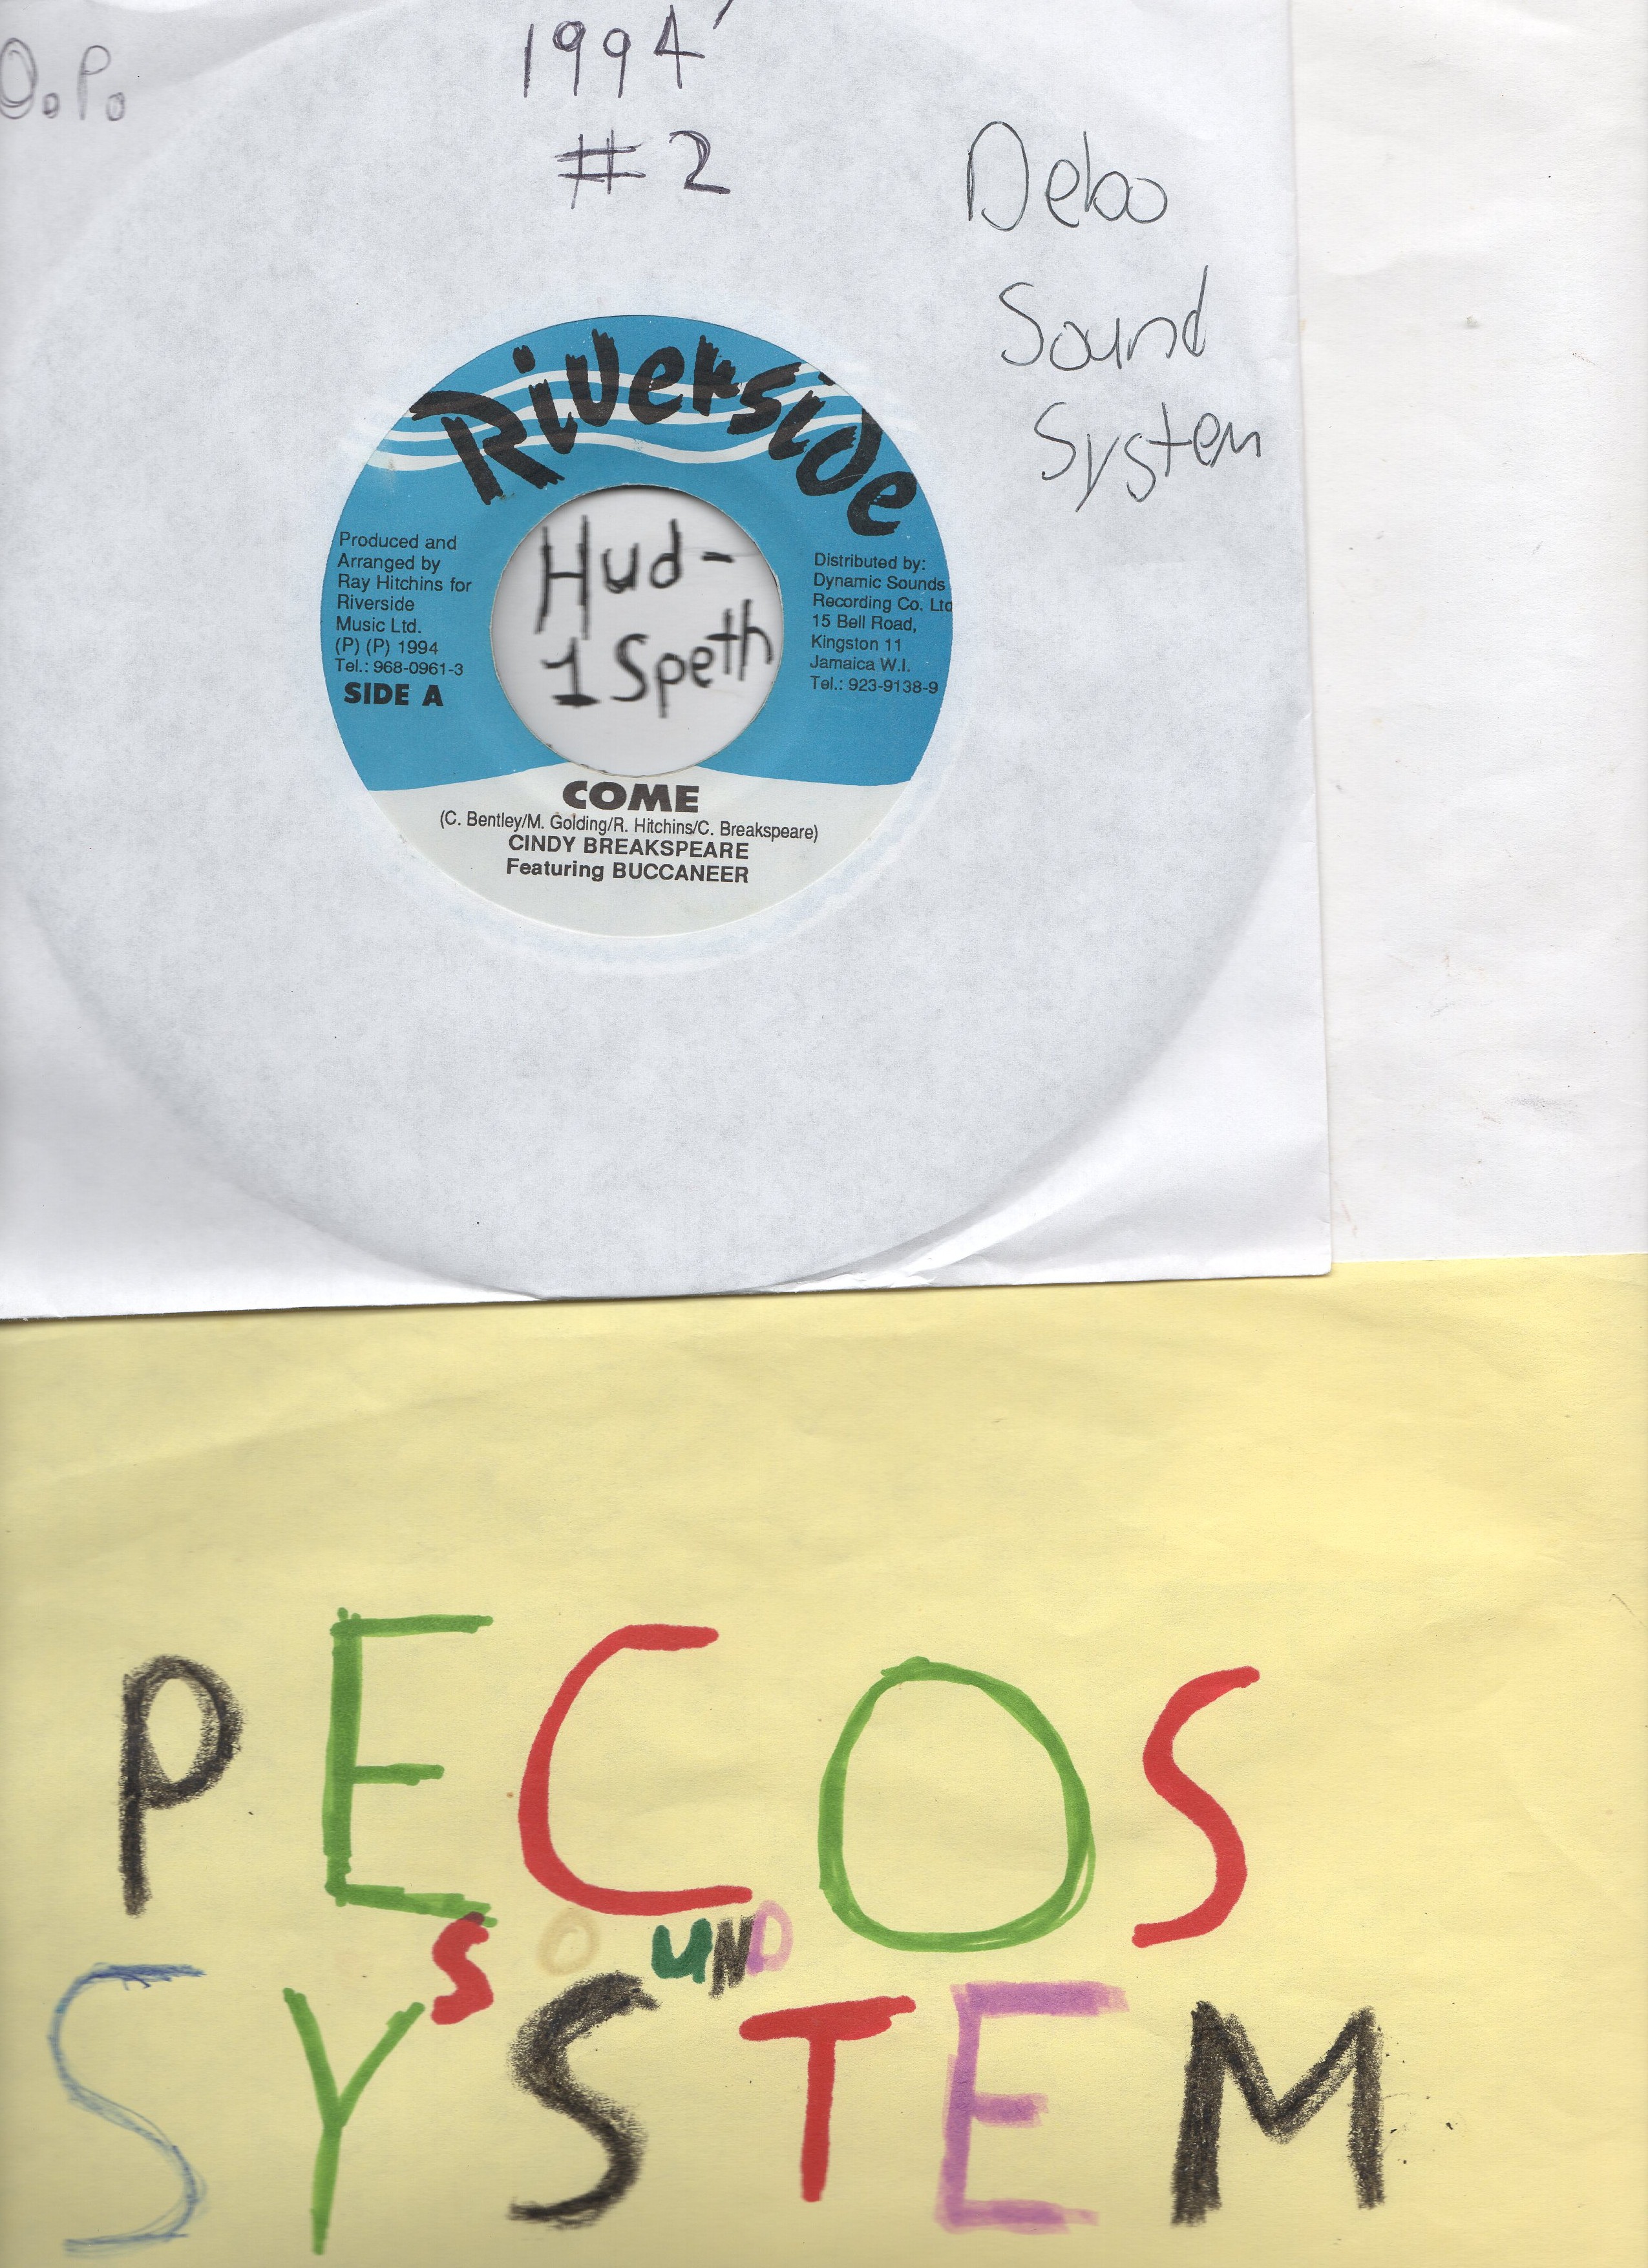 O.P.
1994'
#2
Debo
Sound
System
Riverside
Produced and
Arranged by
Ray Hitchins for
Riverside
Music Ltd.
(P) (P) 1994
Tel.: 968-0961-3
SIDE A
Hud-
1 Speth
Distributed by:
Dynamic Sounds
Recording Co. Ltd
15 Bell Road,
Kingston 11
Jamaica W.I.
Tel.: 923-9138-9
COME
(C. Bentley/M. Golding/R. Hitchins/C. Breakspeare)
CINDY BREAKSPEARE
Featuring BUCCANEER
PECOS
SOUND
SYSTEM